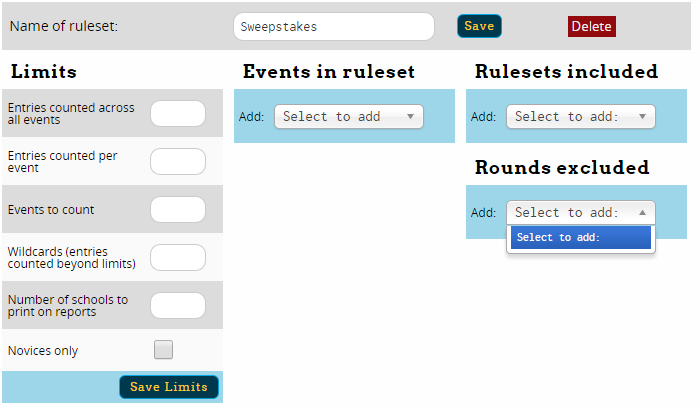 Name of ruleset: Sweepstakes Save Delete
Limits
Entries counted across
all events
Entries counted per
event
Events to count
Wildcards (entries
counted beyond limits)
Number of schools to
print on reports
Novices only
Save Limits
Events in ruleset
Add: Select to add
Rulesets included
Add: Select to add:
Rounds excluded
Add: Select to add:
Select to add: